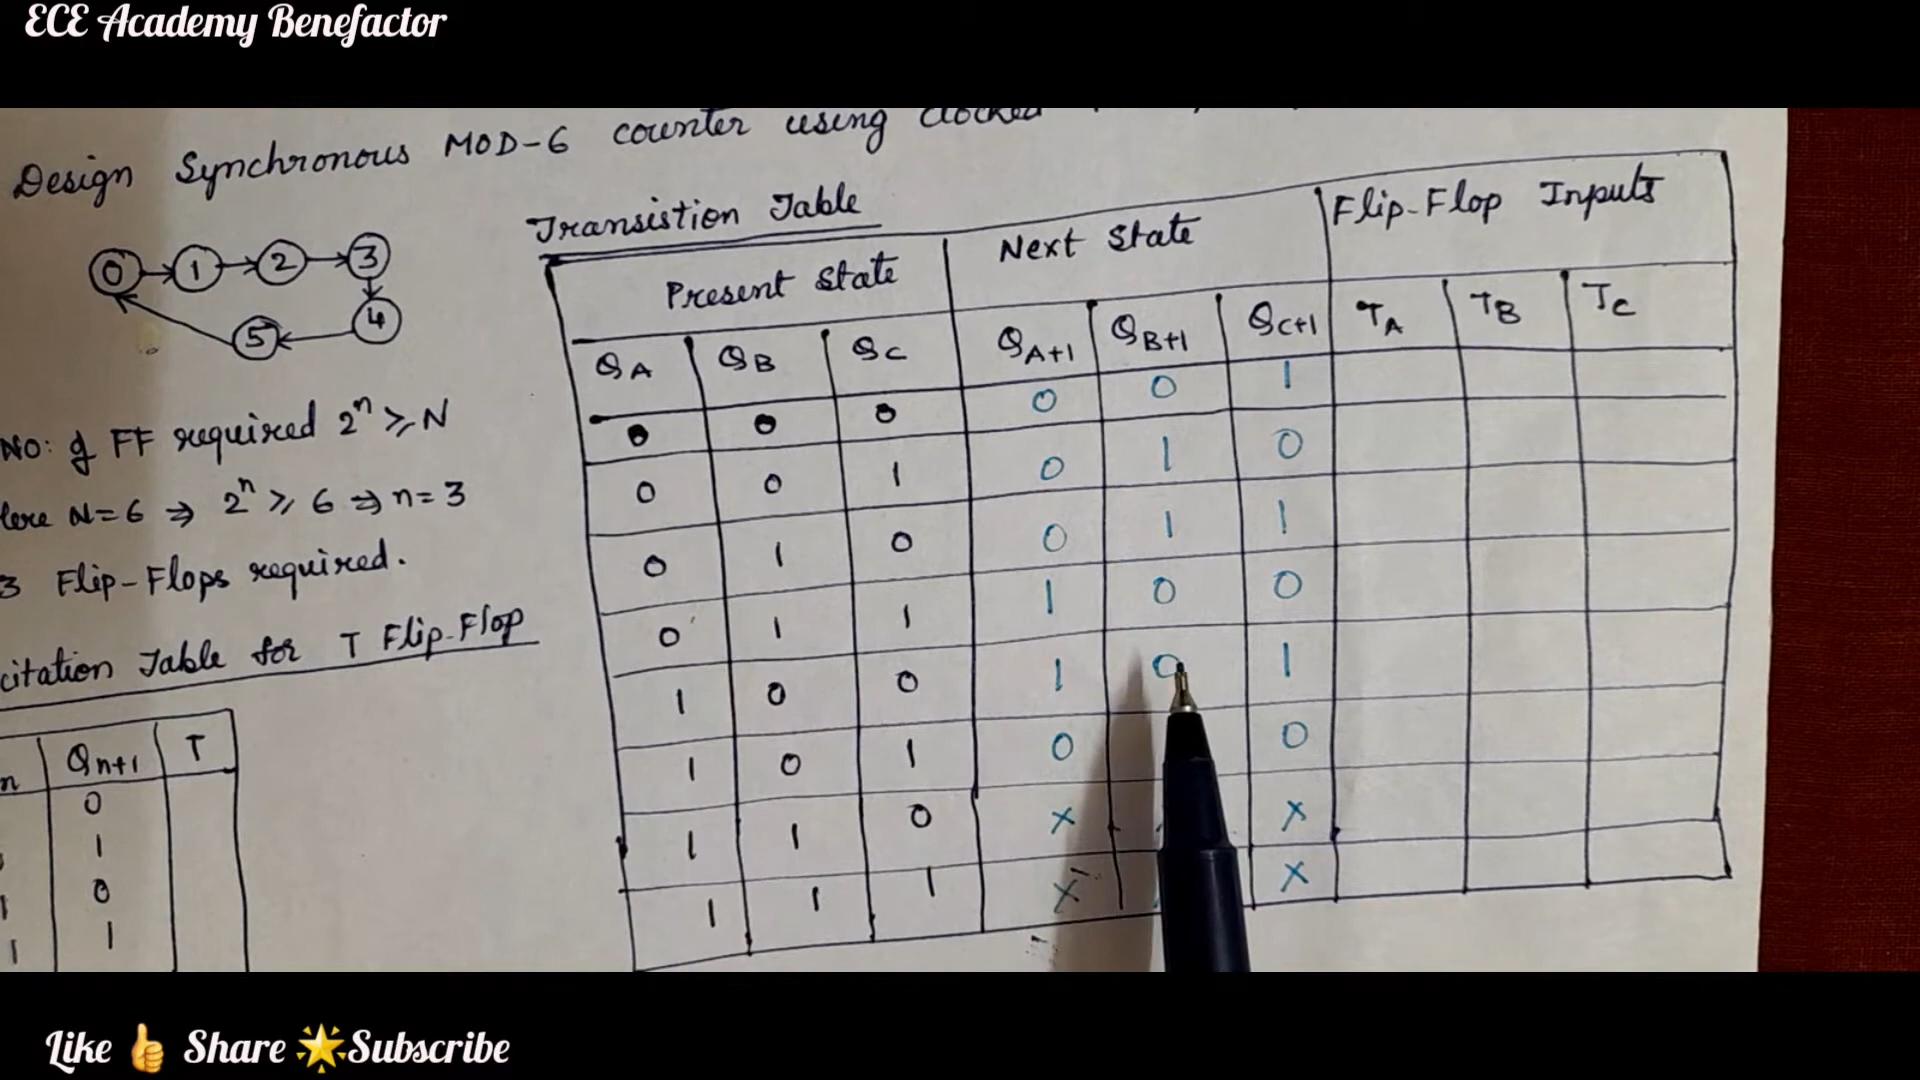 ECE Academy Benefactor
Design Synchronous MOD-6 counter using clocked
0 1 2 3
5 4
No: of FF required 2ⁿ ≥ N
N=6 ⇒ 2ⁿ ≥ 6 ⇒ n=3
3 Flip-Flops required.
citation Table for T Flip-Flop
n Qn+1 T
0
1
1 0
1 1
Transistion Table
Present State Next State Flip-Flop Inputs
QA QB QC QA+1 QB+1 QC+1 TA TB TC
0 0 0 0 0 1
0 0 1 0 1 0
0 1 0 0 1 1
0 1 1 1 0 0
1 0 0 1 0 1
1 0 1 0 0
1 1 0 x x
1 1 1 x x
Like 👍 Share 🌟Subscribe